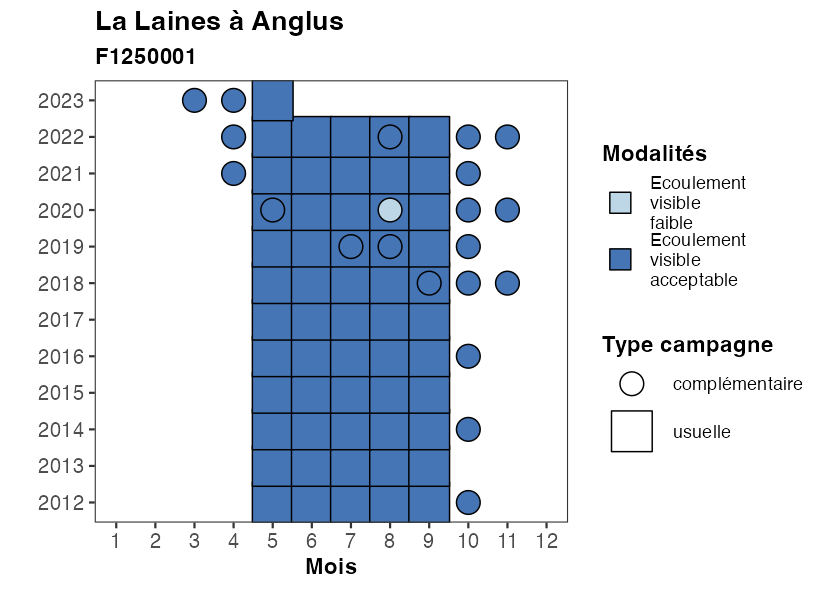 La Laines à Anglus
F1250001
2023
2022
2021
2020
2019
2018
2017
2016
2015
2014
2013
2012
1 2 3 4 5 6 7 8 9 10 11 12
Mois
Modalités
Ecoulement
visible
faible
Ecoulement
visible
acceptable
Type campagne
complémentaire
usuelle